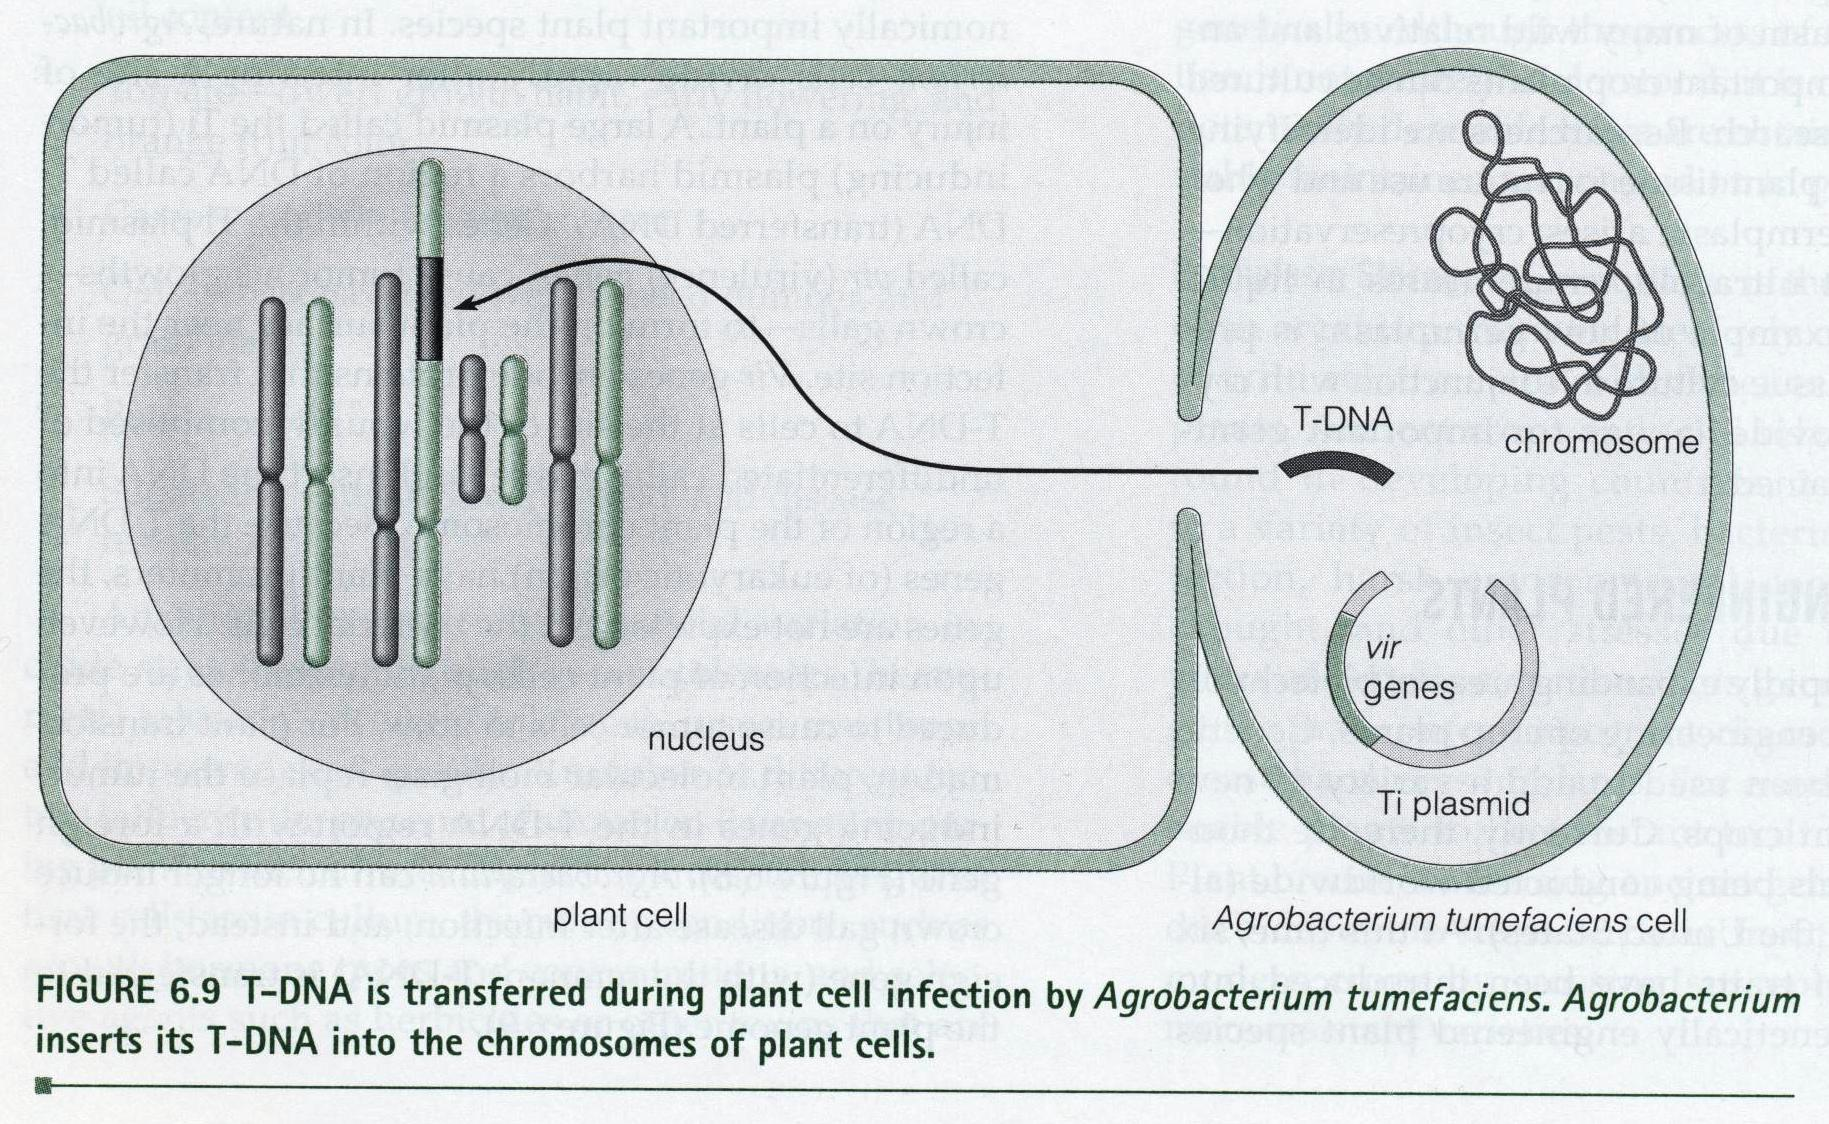 T-DNA
chromosome
vir
genes
nucleus
Ti plasmid
plant cell
Agrobacterium tumefaciens cell
FIGURE 6.9 T-DNA is transferred during plant cell infection by Agrobacterium tumefaciens. Agrobacterium
inserts its T-DNA into the chromosomes of plant cells.